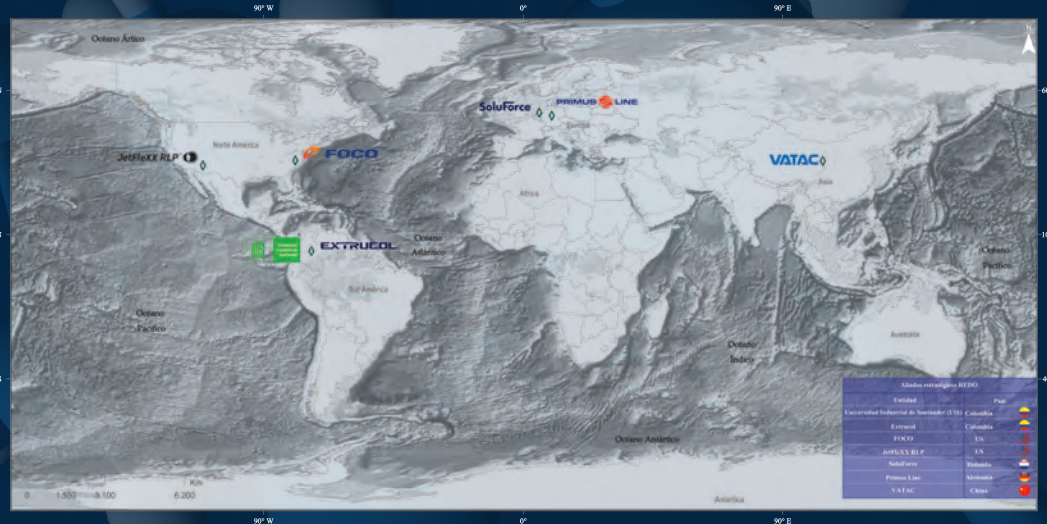 90° W 0° 90° E
N
Océano Ártico
60
SoluForce PRIMUS LINE
Europa
Norte América
JetFleXX RLP FOCO
VATAC
Asia
África
EXTRUCOL
Océano
Atlántico
Océano
Pacífico
Sur América
Océano
Pacífico
Australia
Océano
Índico
Aliados estratégicos REDO
Entidad País
Universidad Industrial de Santander (UIS) Colombia
Extrucol Colombia
FOCO US
JetFleXX RLP US
SoluForce Holanda
Primus Line Alemania
VATAC China
Océano Antártico
Km
0 1.550 3.100 6.200
Antártica
90° W 0° 90° E